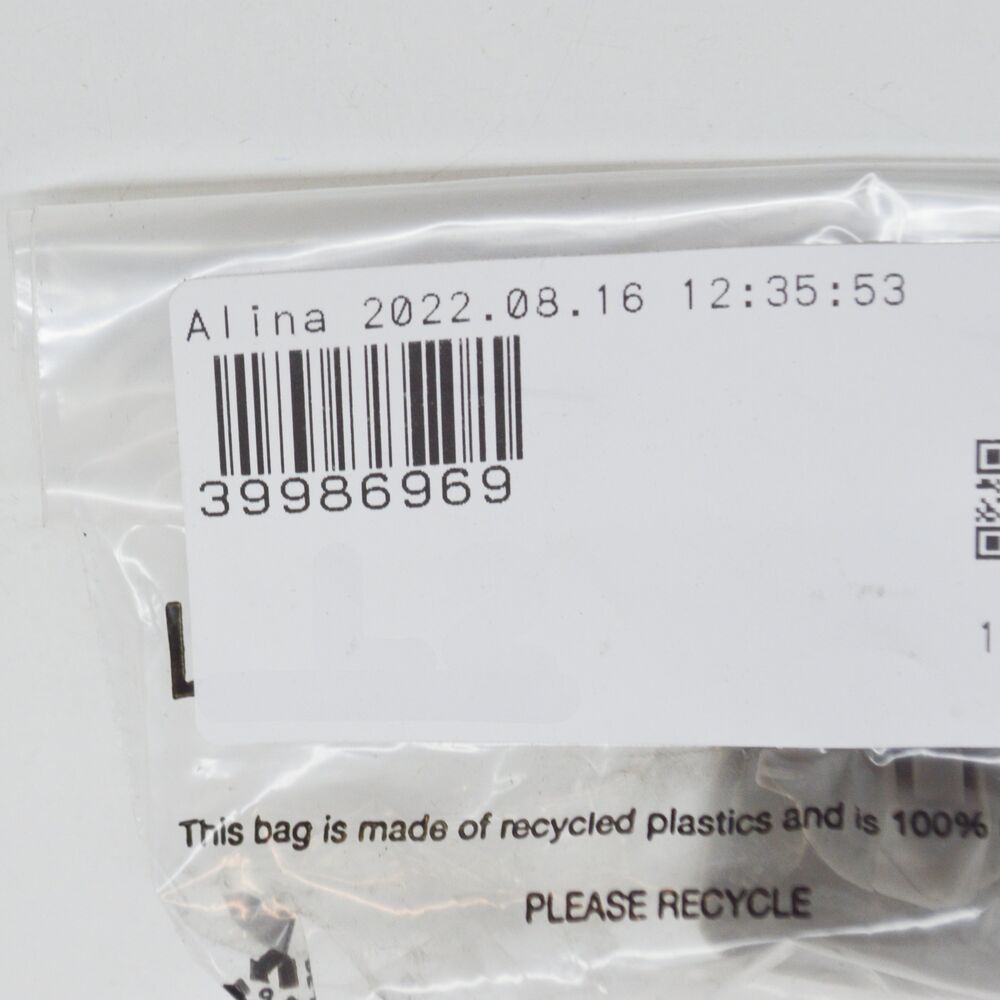 Alina 2022.08.16 12:35:53
39986969
1
This bag is made of recycled plastics and is 100%
PLEASE RECYCLE